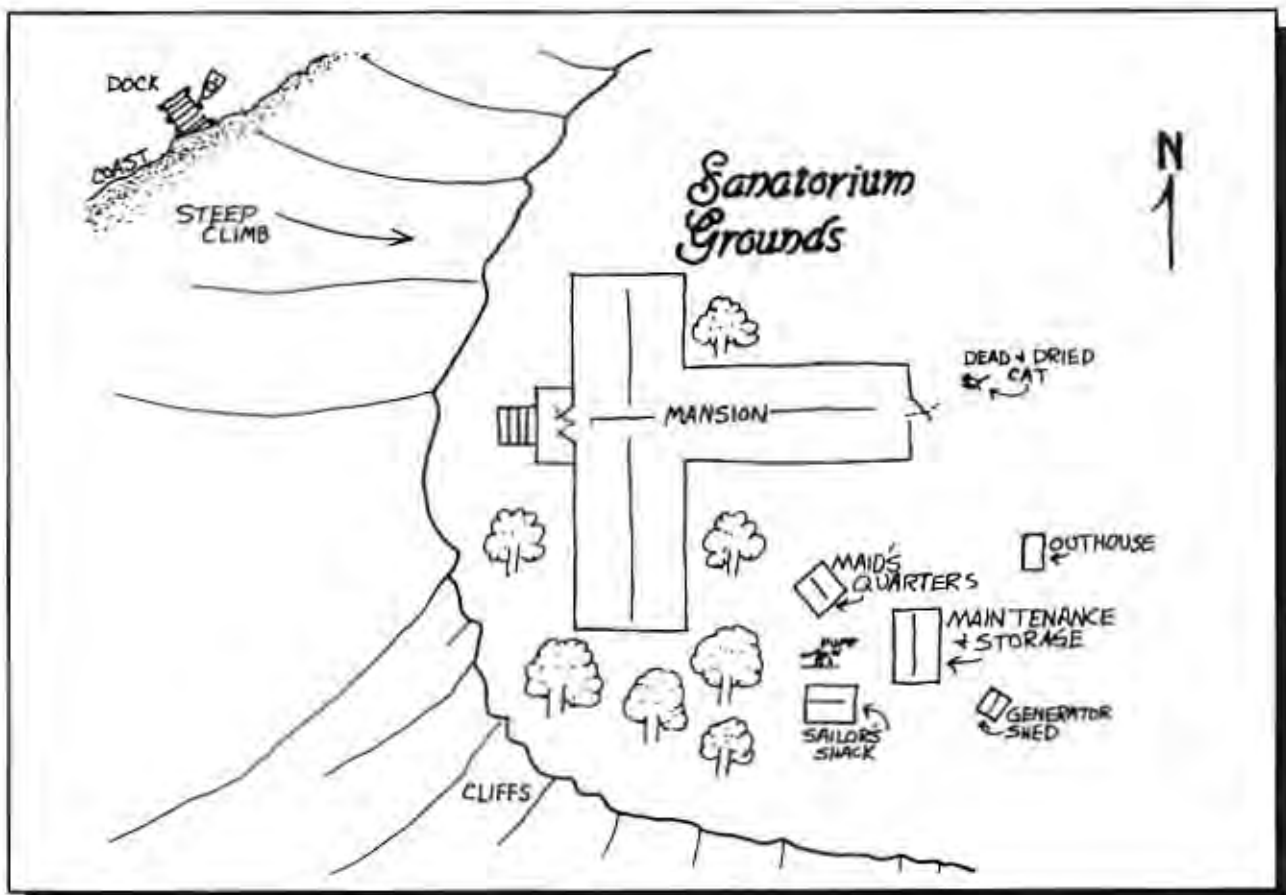 DOCK
COAST
STEEP
CLIMB
Sanatorium
Grounds
N
MANSION
DEAD & DRIED
CAT
OUTHOUSE
MAID'S
QUARTERS
MAINTENANCE
& STORAGE
PUMP
SAILORS
SHACK
GENERATOR
SHED
CLIFFS